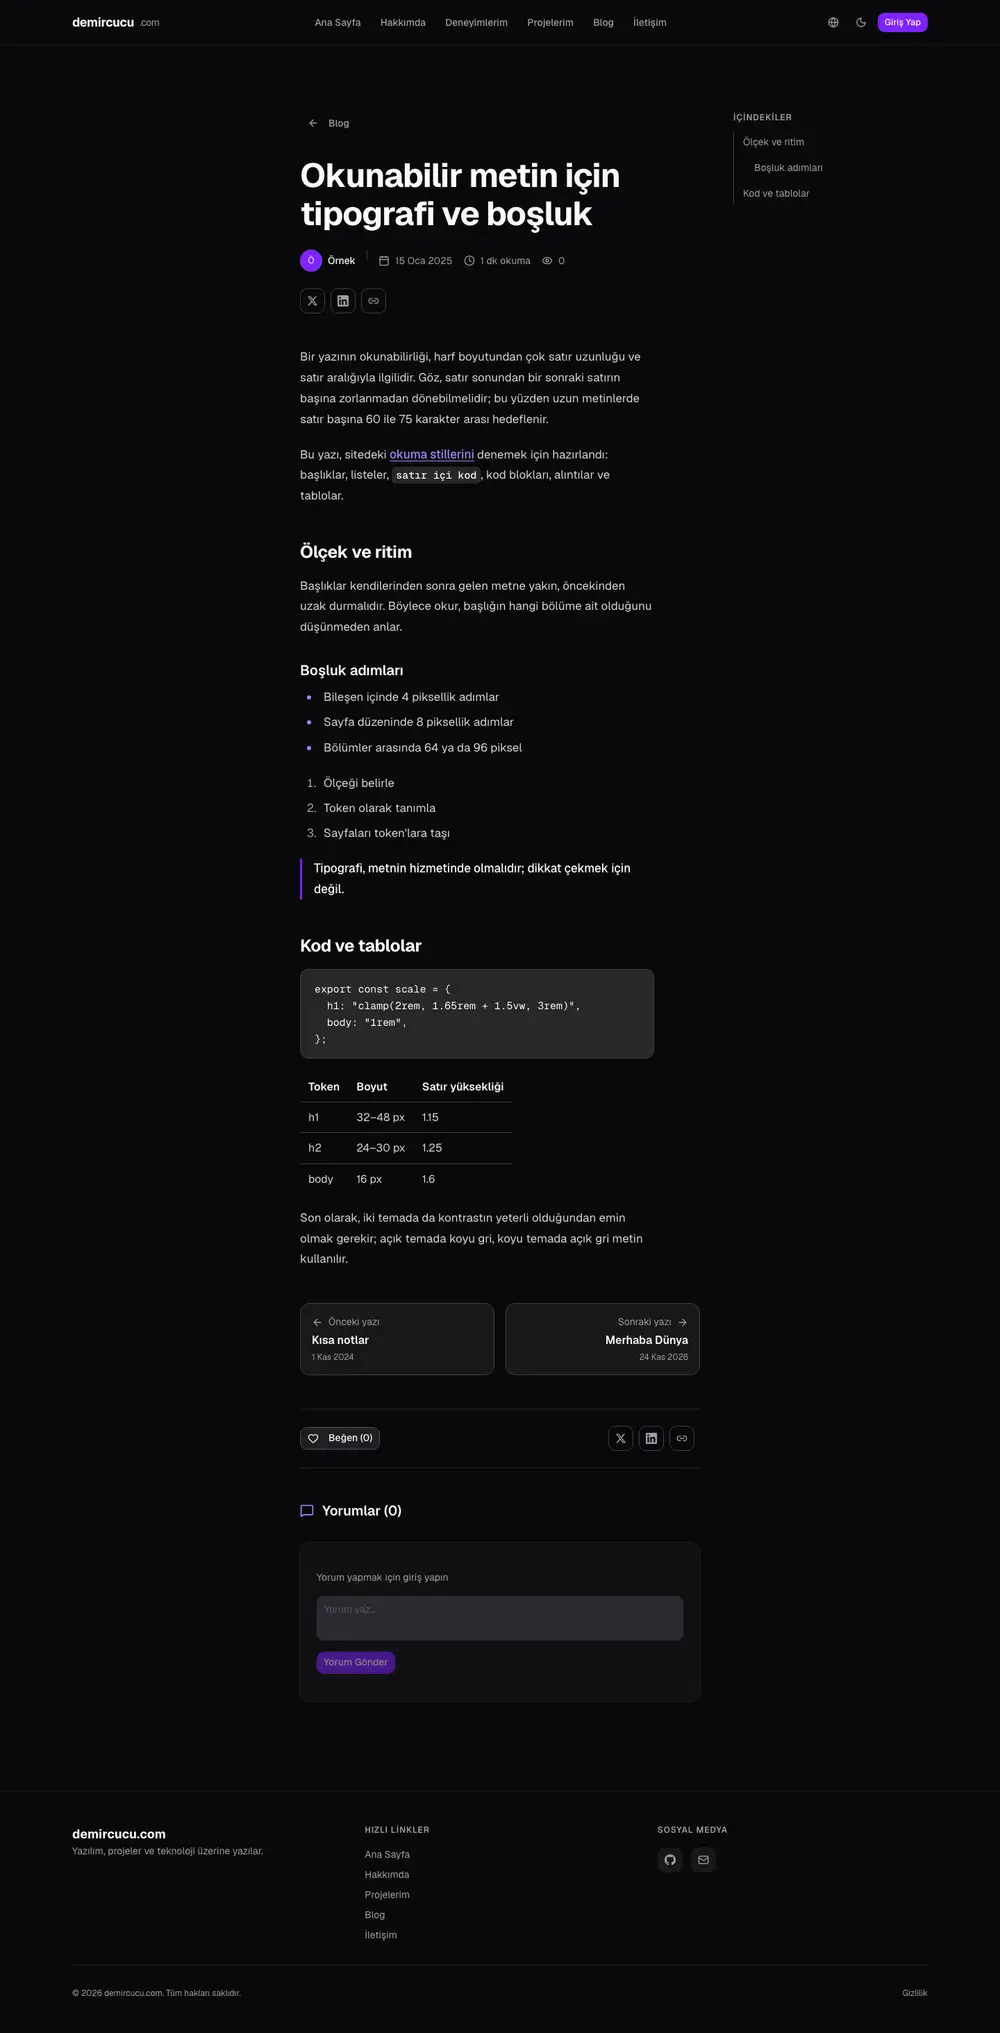 demircucu .com
Ana Sayfa Hakkımda Deneyimlerim Projelerim Blog İletişim
Giriş Yap
Blog
Okunabilir metin için
tipografi ve boşluk
Ö Örnek 15 Oca 2025 1 dk okuma 0
İÇİNDEKİLER
Ölçek ve ritim
Boşluk adımları
Kod ve tablolar
Bir yazının okunabilirliği, harf boyutundan çok satır uzunluğu ve
satır aralığıyla ilgilidir. Göz, satır sonundan bir sonraki satırın
başına zorlanmadan dönebilmelidir; bu yüzden uzun metinlerde
satır başına 60 ile 75 karakter arası hedeflenir.
Bu yazı, sitedeki okuma stillerini denemek için hazırlandı:
başlıklar, listeler, satır içi kod, kod blokları, alıntılar ve
tablolar.
Ölçek ve ritim
Başlıklar kendilerinden sonra gelen metne yakın, öncekinden
uzak durmalıdır. Böylece okur, başlığın hangi bölüme ait olduğunu
düşünmeden anlar.
Boşluk adımları
• Bileşen içinde 4 piksellik adımlar
• Sayfa düzeninde 8 piksellik adımlar
• Bölümler arasında 64 ya da 96 piksel
1. Ölçeği belirle
2. Token olarak tanımla
3. Sayfaları token'lara taşı
Tipografi, metnin hizmetinde olmalıdır; dikkat çekmek için
değil.
Kod ve tablolar
export const scale = {
  h1: "clamp(2rem, 1.65rem + 1.5vw, 3rem)",
  body: "1rem",
};
Token Boyut Satır yüksekliği
h1 32–48 px 1.15
h2 24–30 px 1.25
body 16 px 1.6
Son olarak, iki temada da kontrastın yeterli olduğundan emin
olmak gerekir; açık temada koyu gri, koyu temada açık gri metin
kullanılır.
Önceki yazı
Kısa notlar
1 Kas 2024
Sonraki yazı
Merhaba Dünya
24 Kas 2026
Beğen (0)
Yorumlar (0)
Yorum yapmak için giriş yapın
Yorum yaz...
Yorum Gönder
demircucu.com
Yazılım, projeler ve teknoloji üzerine yazılar.
HIZLI LİNKLER
Ana Sayfa
Hakkımda
Projelerim
Blog
İletişim
SOSYAL MEDYA
© 2026 demircucu.com. Tüm hakları saklıdır.
Gizlilik